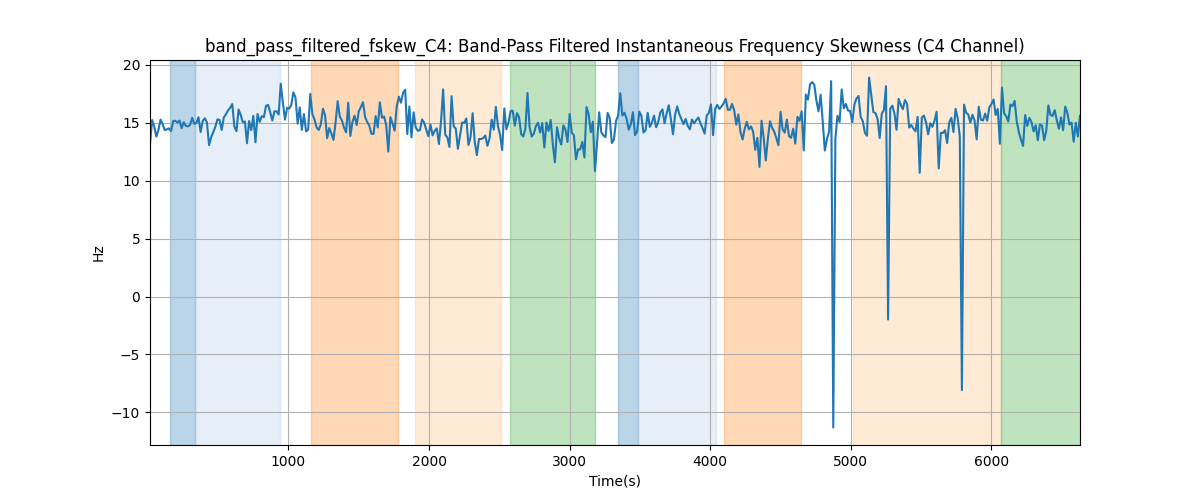 band_pass_filtered_fskew_C4: Band-Pass Filtered Instantaneous Frequency Skewness (C4 Channel)
20
15
10
5
0
−5
−10
Hz
1000 2000 3000 4000 5000 6000
Time(s)